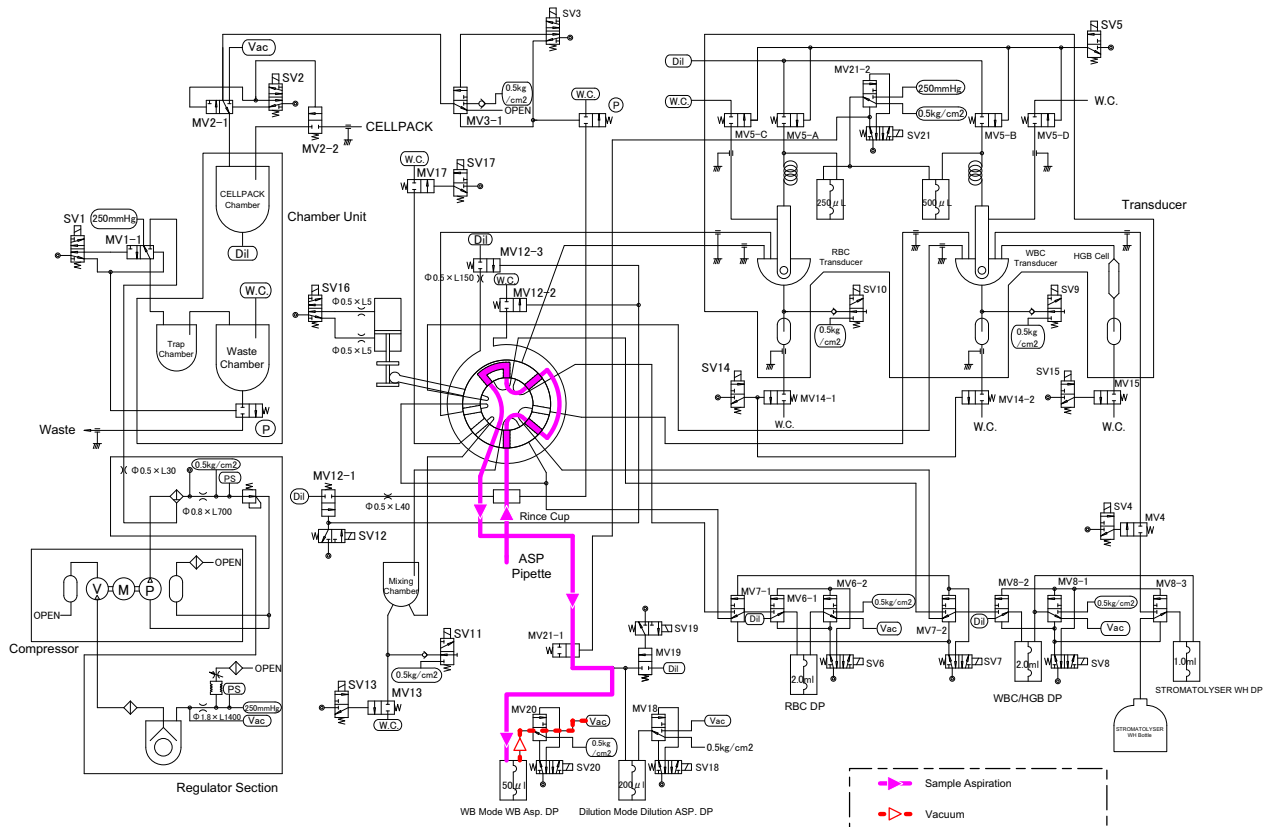 SV3
SV5
Vac
SV2
MV2-1
MV2-2
CELLPACK
0.5kg
/cm2
OPEN
MV3-1
W.C.
P
Dil
MV21-2
250mmHg
0.5kg/cm2
SV21
W.C.
MV5-C
MV5-A
MV5-B
MV5-D
W.C.
CELLPACK
Chamber
Dil
Chamber Unit
W.C.
MV17
SV17
250μL
500μL
Transducer
SV1
250mmHg
MV1-1
Dil
MV12-3
Φ0.5×L150
W.C.
MV12-2
RBC
Transducer
WBC
Transducer
HGB Cell
SV16
Φ0.5×L5
Φ0.5×L5
SV10
0.5kg
/cm2
SV9
0.5kg
/cm2
W.C.
Trap
Chamber
Waste
Chamber
SV14
MV14-1
W.C.
MV14-2
W.C.
SV15
MV15
W.C.
Waste
P
Φ0.5×L30
0.5kg/cm2
PS
Φ0.8×L700
MV12-1
Dil
Φ0.5×L40
Rince Cup
SV12
ASP
Pipette
SV4
MV4
OPEN
V
M
P
OPEN
Compressor
Mixing
Chamber
SV11
0.5kg/cm2
SV13
MV13
W.C.
MV21-1
SV19
MV19
Dil
MV7-1
MV6-1
MV6-2
Dil
0.5kg/cm2
Vac
SV6
2.0ml
RBC DP
MV7-2
SV7
MV8-2
MV8-1
MV8-3
Dil
0.5kg/cm2
Vac
SV8
2.0ml
WBC/HGB DP
1.0ml
STROMATOLYSER WH DP
STROMATOLYSER
WH Bottle
OPEN
PS
250mmHg
Vac
Φ1.8×L1400
Regulator Section
MV20
Vac
0.5kg
/cm2
SV20
50μl
WB Mode WB Asp. DP
MV18
Vac
0.5kg/cm2
SV18
200μl
Dilution Mode Dilution ASP. DP
Sample Aspiration
Vacuum